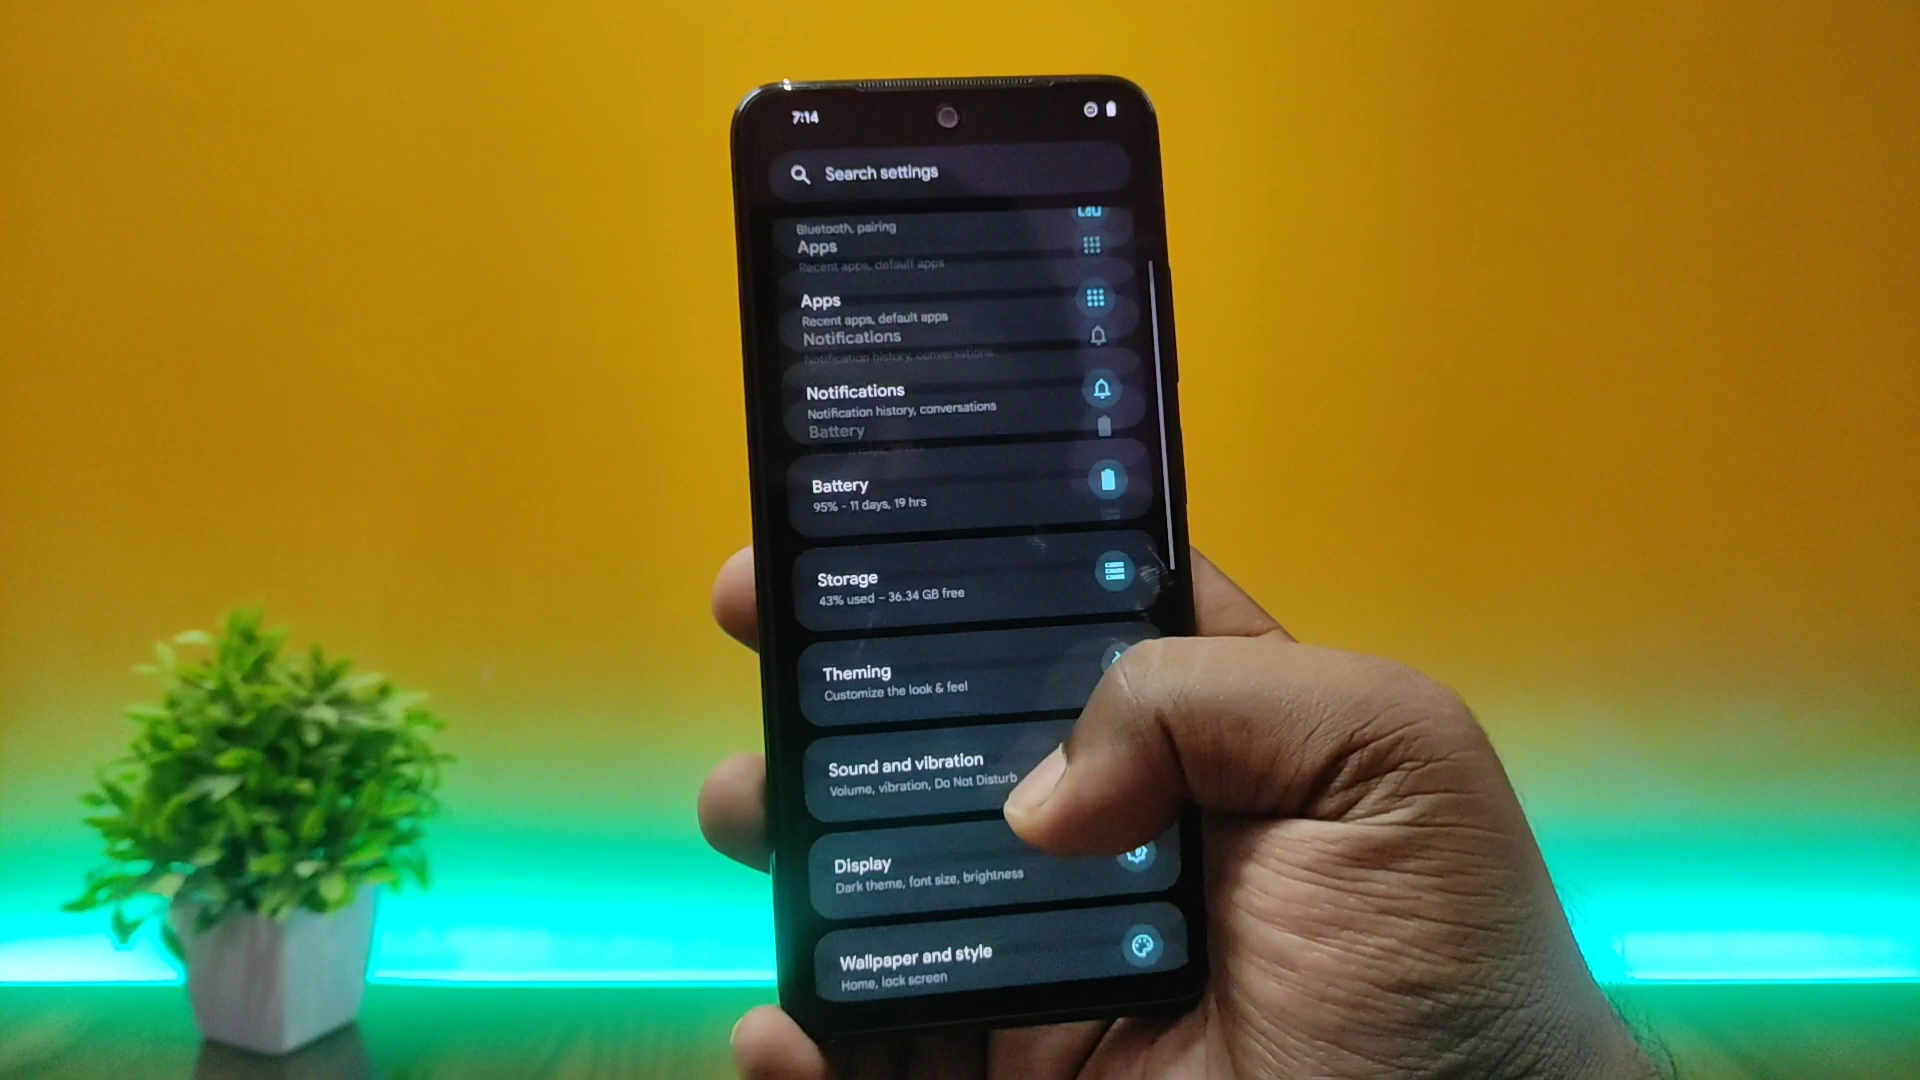 7:14
Search settings
Bluetooth, pairing
Apps
Recent apps, default apps
Apps
Recent apps, default apps
Notifications
Notification history, conversations
Notifications
Notification history, conversations
Battery
Battery
95% - 11 days, 19 hrs
Storage
43% used - 36.34 GB free
Theming
Customize the look & feel
Sound and vibration
Volume, vibration, Do Not Disturb
Display
Dark theme, font size, brightness
Wallpaper and style
Home, lock screen